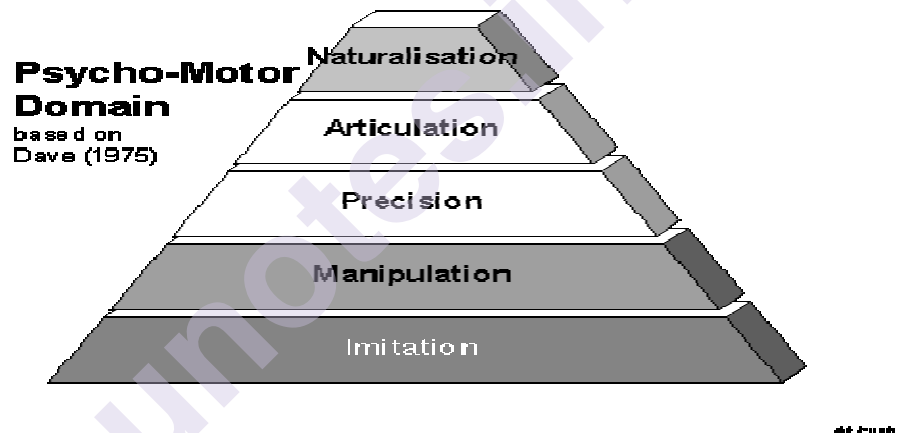 Naturalisation
Psycho-Motor
Domain
based on
Dave (1975)
Articulation
Precision
Manipulation
Imitation